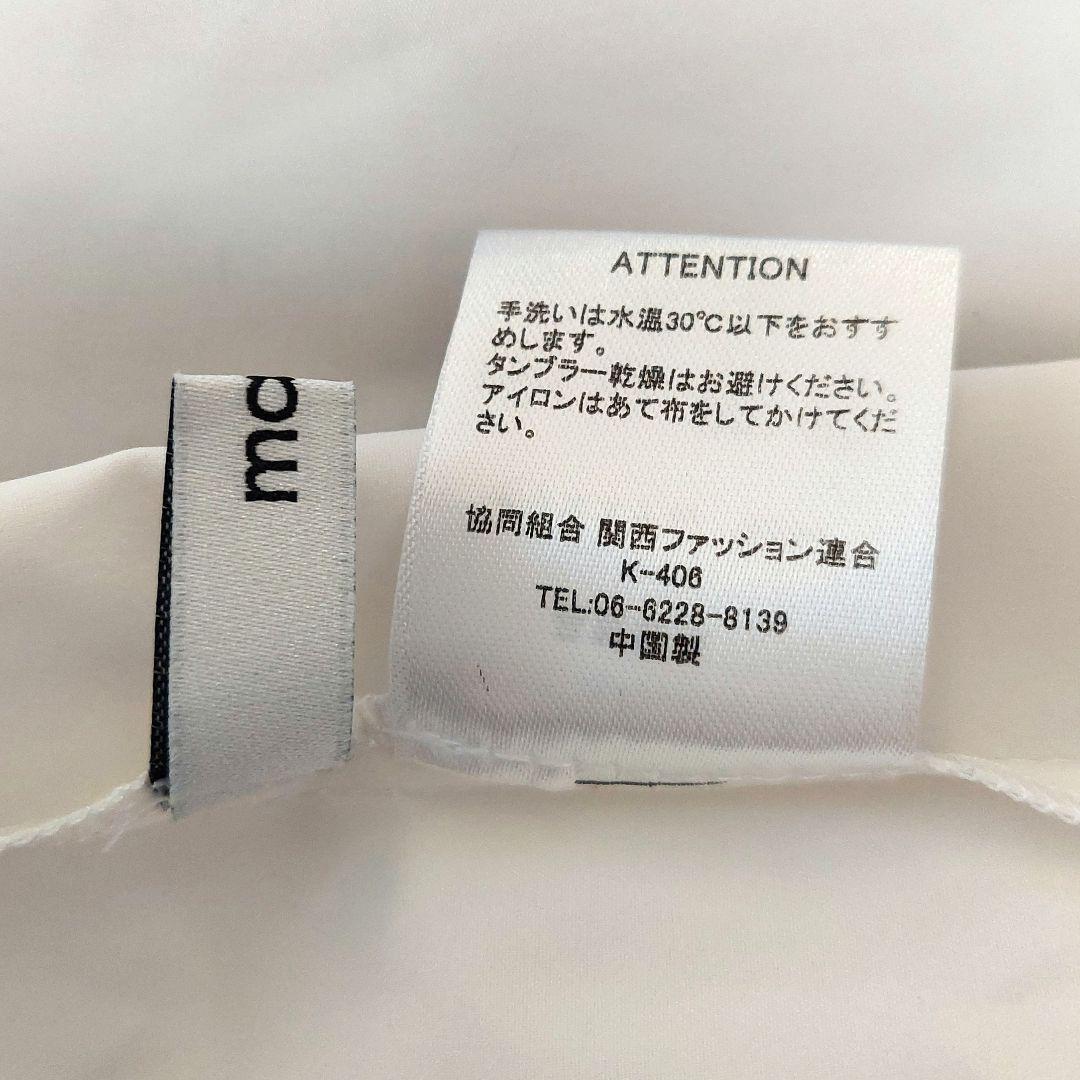 ATTENTION
手洗いは水温30℃以下をおすす
めします。
タンブラー乾燥はお避けください。
アイロンはあて布をしてかけてくだ
さい。
協同組合 関西ファッション連合
K-406
TEL:06-6228-8139
中国製